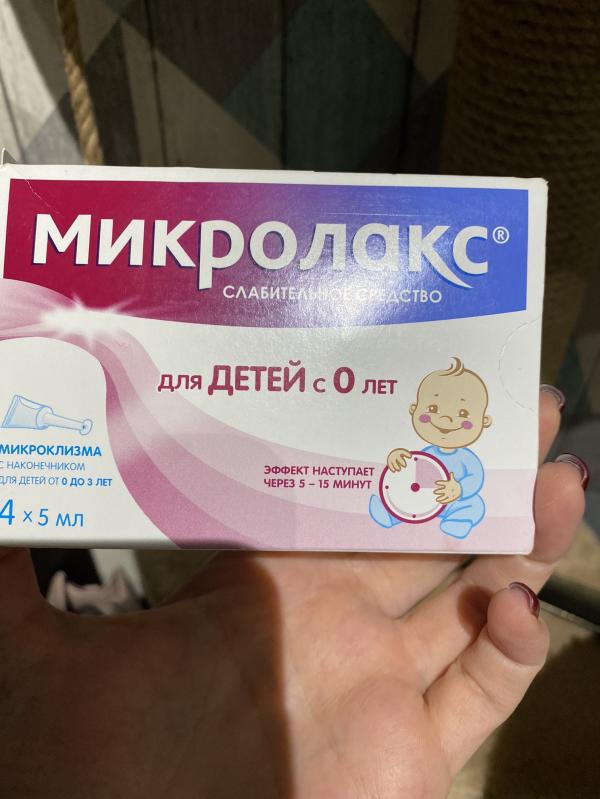 микролакс®
СЛАБИТЕЛЬНОЕ СРЕДСТВО
для ДЕТЕЙ с 0 лет
МИКРОКЛИЗМА
С НАКОНЕЧНИКОМ
ДЛЯ ДЕТЕЙ ОТ 0 ДО 3 ЛЕТ
4 x 5 мл
ЭФФЕКТ НАСТУПАЕТ
ЧЕРЕЗ 5 – 15 МИНУТ